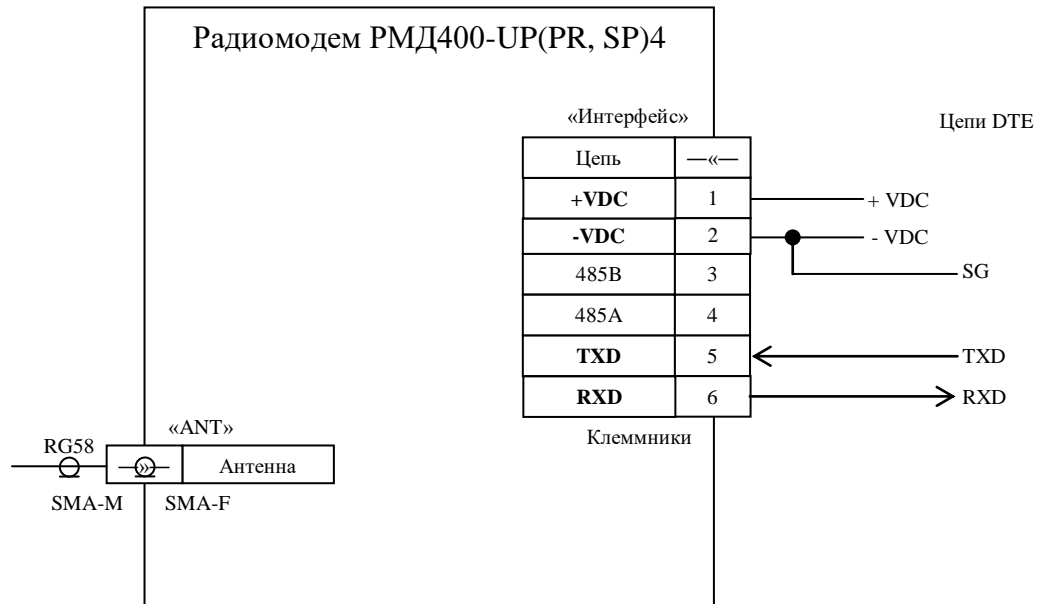 Радиомодем РМД400-UP(PR, SP)4
«Интерфейс»
Цепи DTE
Цепь —«—
+VDC 1 + VDC
-VDC 2 - VDC
485B 3 SG
485A 4
TXD 5 TXD
RXD 6 RXD
Клеммники
«ANT»
RG58
—»— Антенна
SMA-M SMA-F